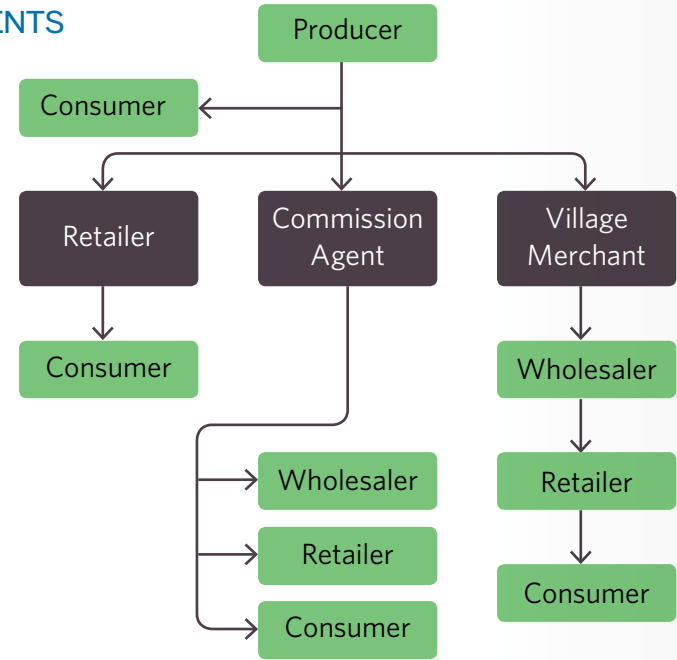 ENTS
Producer
Consumer
Retailer
Commission
Agent
Village
Merchant
Consumer
Wholesaler
Wholesaler
Retailer
Retailer
Consumer
Consumer